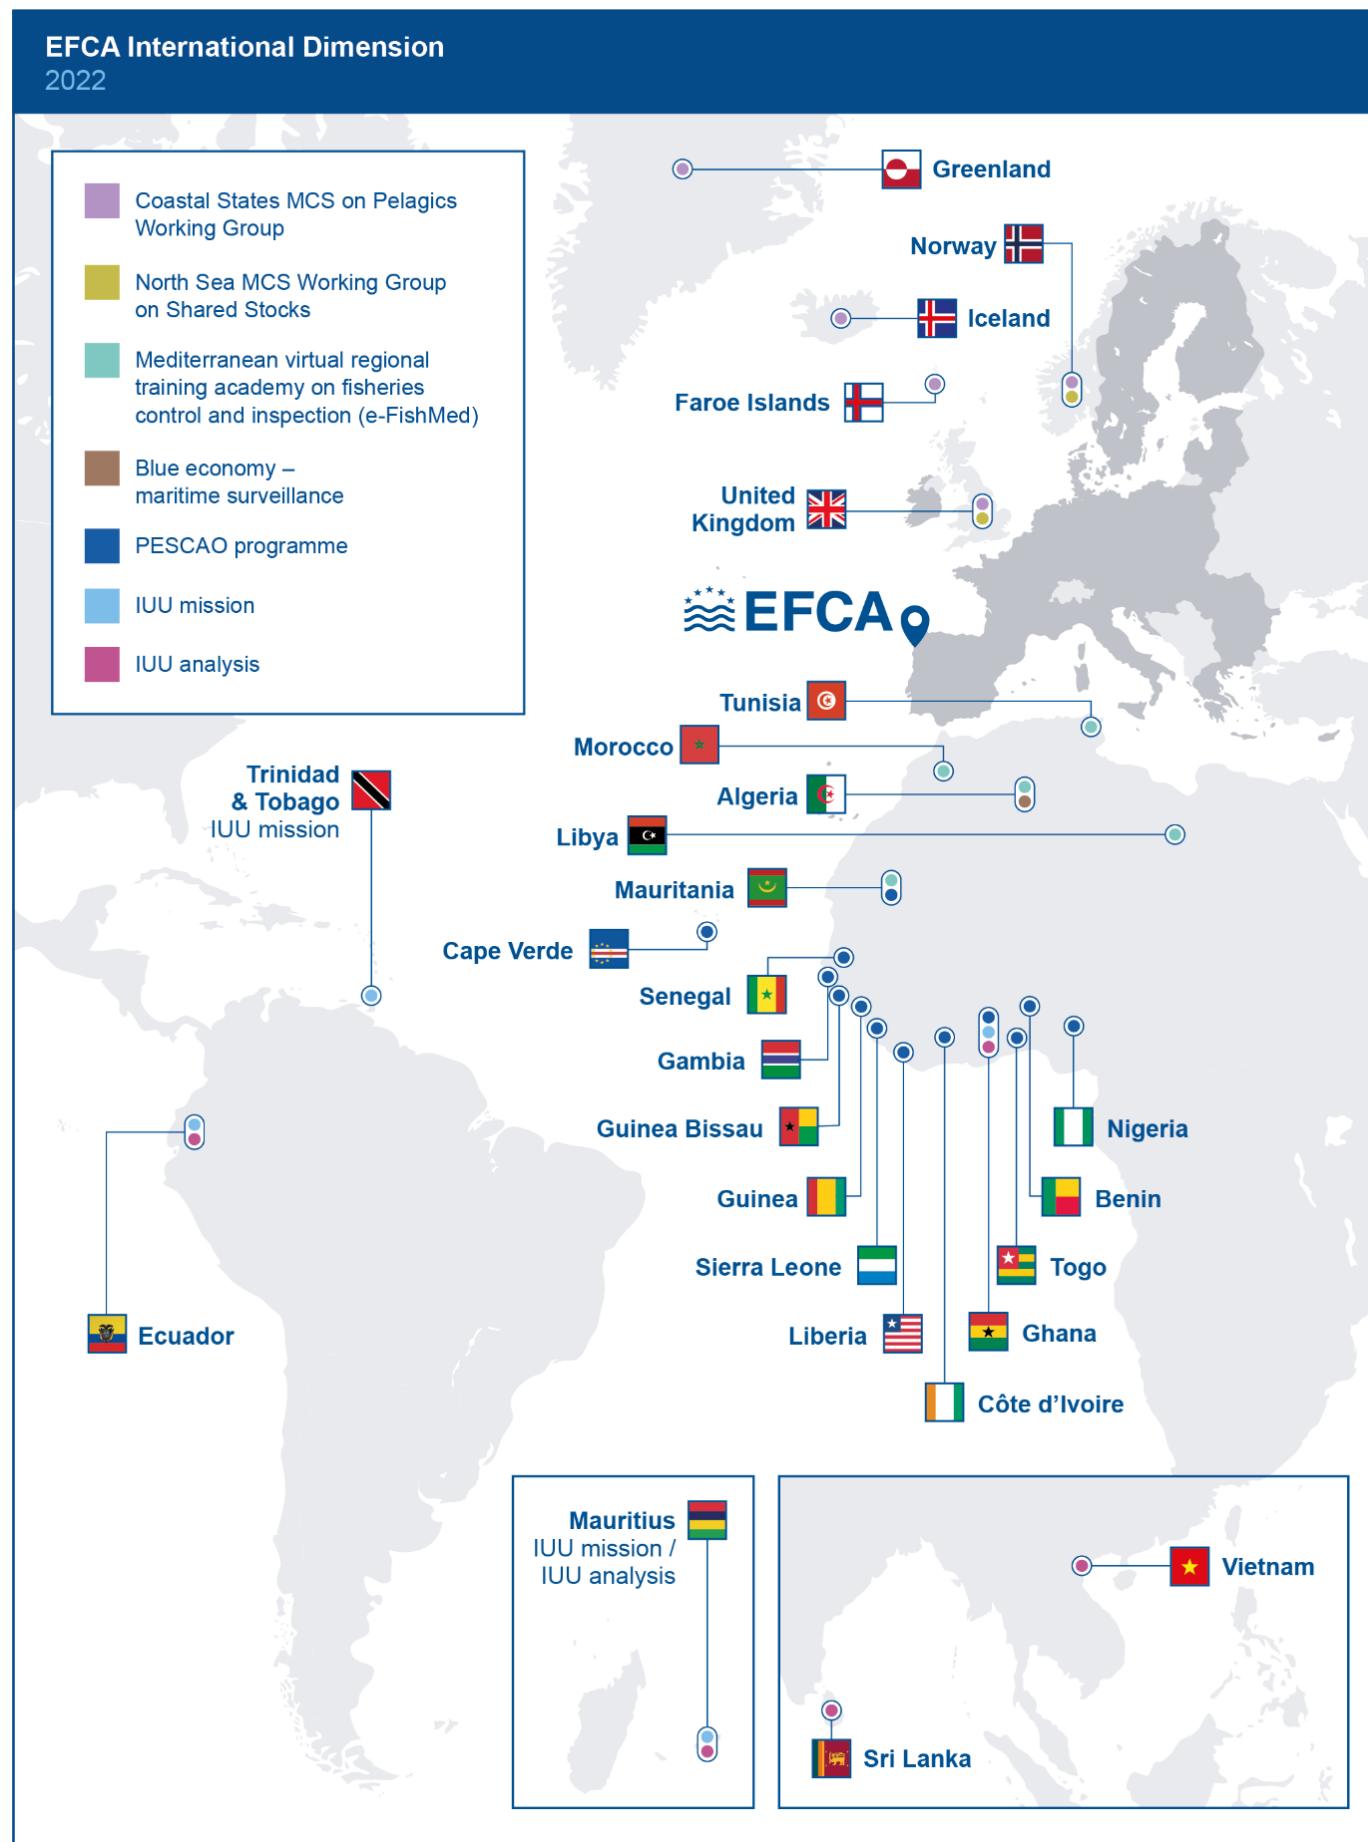 EFCA International Dimension
2022
Coastal States MCS on Pelagics
Working Group
North Sea MCS Working Group
on Shared Stocks
Mediterranean virtual regional
training academy on fisheries
control and inspection (e-FishMed)
Blue economy –
maritime surveillance
PESCAO programme
IUU mission
IUU analysis
Greenland
Norway
Iceland
Faroe Islands
United
Kingdom
EFCA
Tunisia
Morocco
Algeria
Libya
Mauritania
Cape Verde
Senegal
Gambia
Guinea Bissau
Guinea
Sierra Leone
Liberia
Côte d’Ivoire
Ghana
Togo
Benin
Nigeria
Trinidad
& Tobago
IUU mission
Ecuador
Mauritius
IUU mission /
IUU analysis
Vietnam
Sri Lanka